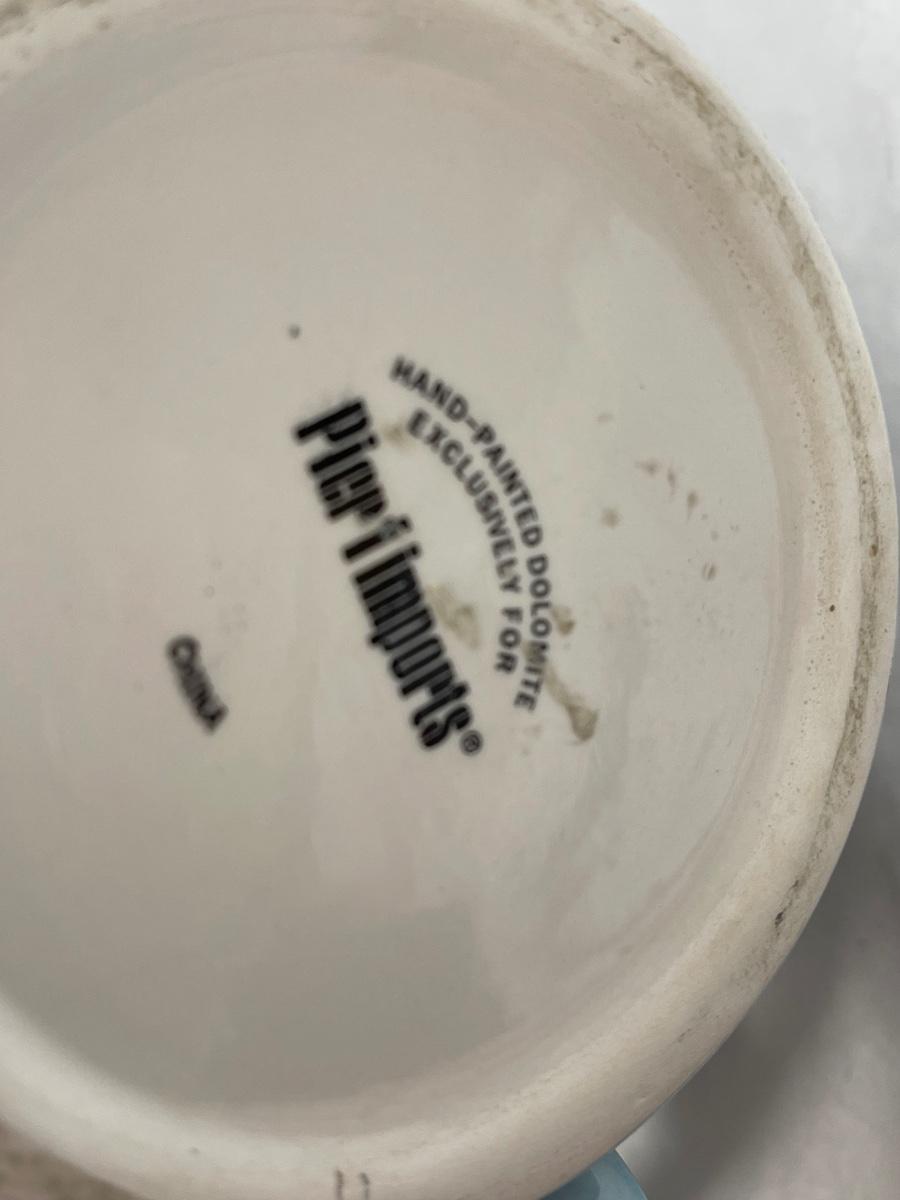 HAND-PAINTED DOLOMITE
EXCLUSIVELY FOR
Pier 1 imports®
CHINA